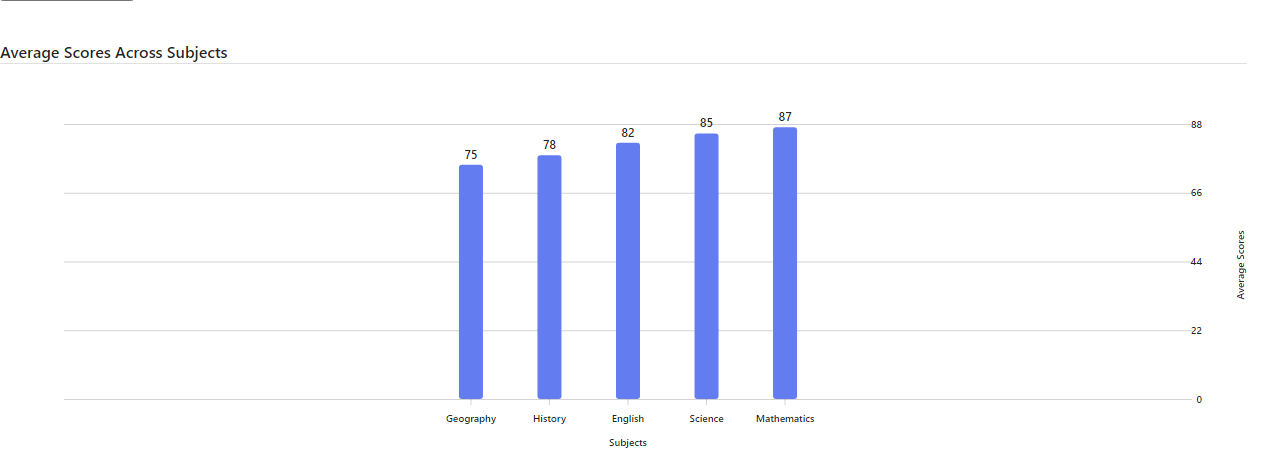 Average Scores Across Subjects
87
85
88
82
78
75
66
44
22
0
Average Scores
Geography History English Science Mathematics
Subjects